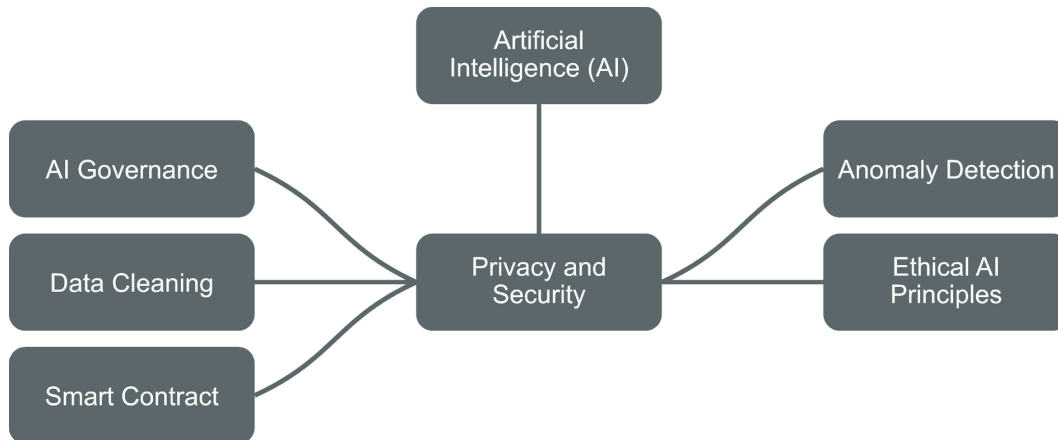 Artificial
Intelligence (AI)
AI Governance
Anomaly Detection
Data Cleaning
Privacy and
Security
Ethical AI
Principles
Smart Contract